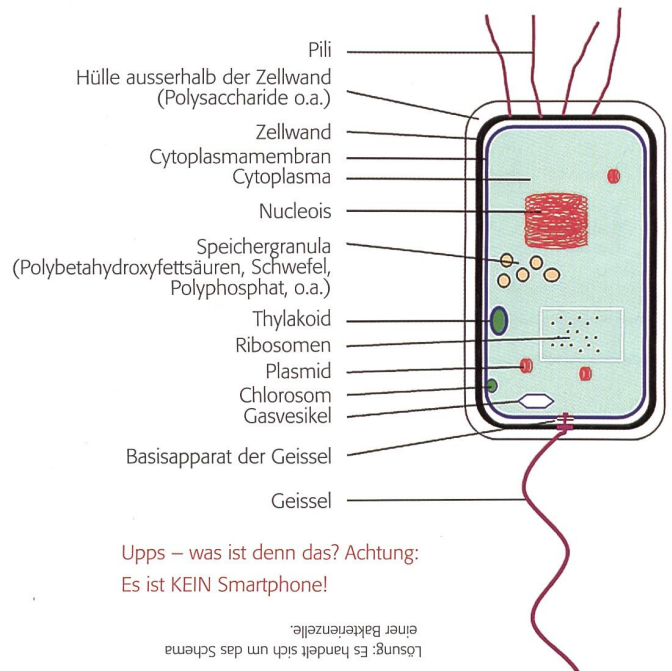 Pili
Hülle ausserhalb der Zellwand
(Polysaccharide o.a.)
Zellwand
Cytoplasmamembran
Cytoplasma
Nucleois
Speichergranula
(Polybetahydroxyfettsäuren, Schwefel,
Polyphosphat, o.a.)
Thylakoid
Ribosomen
Plasmid
Chlorosom
Gasvesikel
Basisapparat der Geissel
Geissel
Upps – was ist denn das? Achtung:
Es ist KEIN Smartphone!
Lösung: Es handelt sich um das Schema
einer Bakterienzelle.